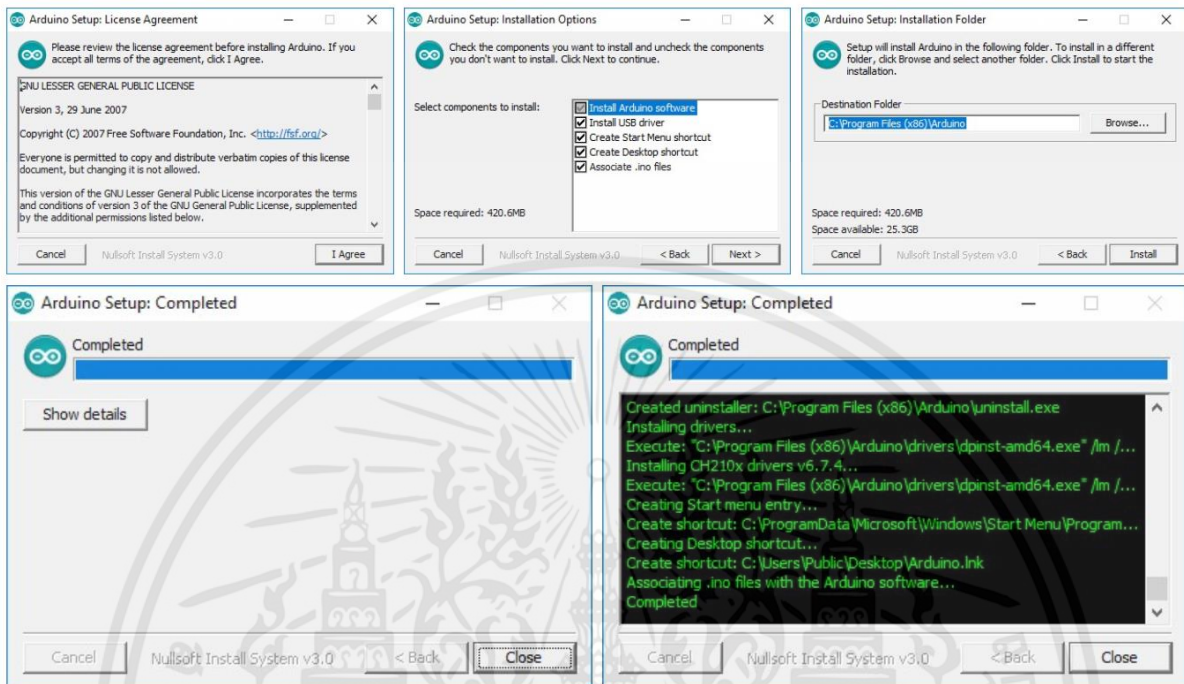 Arduino Setup: License Agreement
Please review the license agreement before installing Arduino. If you
accept all terms of the agreement, click I Agree.
GNU LESSER GENERAL PUBLIC LICENSE
Version 3, 29 June 2007
Copyright (C) 2007 Free Software Foundation, Inc. <http://fsf.org/>
Everyone is permitted to copy and distribute verbatim copies of this license
document, but changing it is not allowed.
This version of the GNU Lesser General Public License incorporates the terms
and conditions of version 3 of the GNU General Public License, supplemented
by the additional permissions listed below.
Cancel
Nullsoft Install System v3.0
I Agree
Arduino Setup: Installation Options
Check the components you want to install and uncheck the components
you don't want to install. Click Next to continue.
Select components to install:
Install Arduino software
Install USB driver
Create Start Menu shortcut
Create Desktop shortcut
Associate .ino files
Space required: 420.6MB
Cancel
Nullsoft Install System v3.0
< Back
Next >
Arduino Setup: Installation Folder
Setup will install Arduino in the following folder. To install in a different
folder, click Browse and select another folder. Click Install to start the
installation.
Destination Folder
C:\Program Files (x86)\Arduino
Browse...
Space required: 420.6MB
Space available: 25.3GB
Cancel
Nullsoft Install System v3.0
< Back
Install
Arduino Setup: Completed
Completed
Show details
Cancel
Nullsoft Install System v3.0
< Back
Close
Arduino Setup: Completed
Completed
Created uninstaller: C:\Program Files (x86)\Arduino\uninstall.exe
Installing drivers...
Execute: "C:\Program Files (x86)\Arduino\drivers\dpinst-amd64.exe" /lm /...
Installing CH210x drivers v6.7.4...
Execute: "C:\Program Files (x86)\Arduino\drivers\dpinst-amd64.exe" /lm /...
Creating Start menu entry...
Create shortcut: C:\ProgramData\Microsoft\Windows\Start Menu\Program...
Creating Desktop shortcut...
Create shortcut: C:\Users\Public\Desktop\Arduino.lnk
Associating .ino files with the Arduino software...
Completed
Cancel
Nullsoft Install System v3.0
< Back
Close